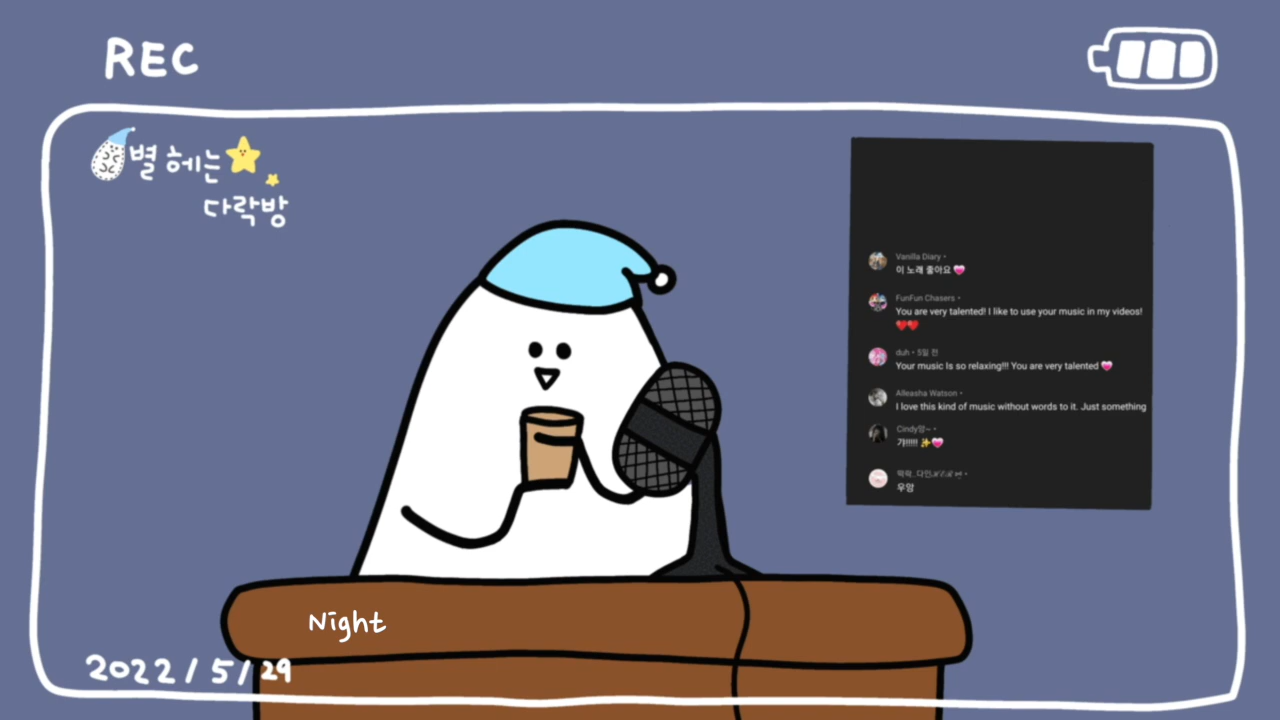 REC
별 헤는
다락방
Vanilla Diary •
이 노래 좋아요 💗
FunFun Chasers •
You are very talented! I like to use your music in my videos!
❤️❤️
duh • 5일 전
Your music Is so relaxing!!! You are very talented 💗
Alleasha Watson •
I love this kind of music without words to it. Just something
Cindy양~ •
갸!!!!! ✨💗
우암
Night
2022 / 5 / 29